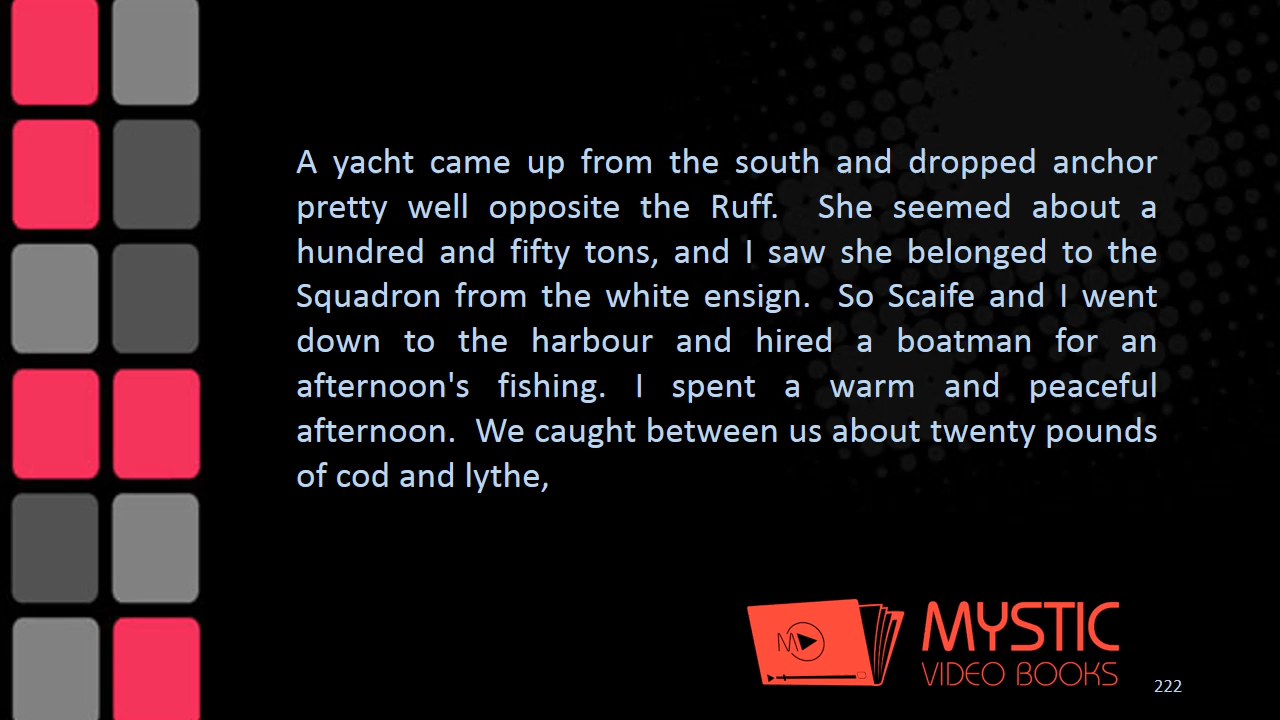 A yacht came up from the south and dropped anchor
pretty well opposite the Ruff.  She seemed about a
hundred and fifty tons, and I saw she belonged to the
Squadron from the white ensign.  So Scaife and I went
down to the harbour and hired a boatman for an
afternoon's fishing. I spent a warm and peaceful
afternoon.  We caught between us about twenty pounds
of cod and lythe,
M
MYSTIC
VIDEO BOOKS
222